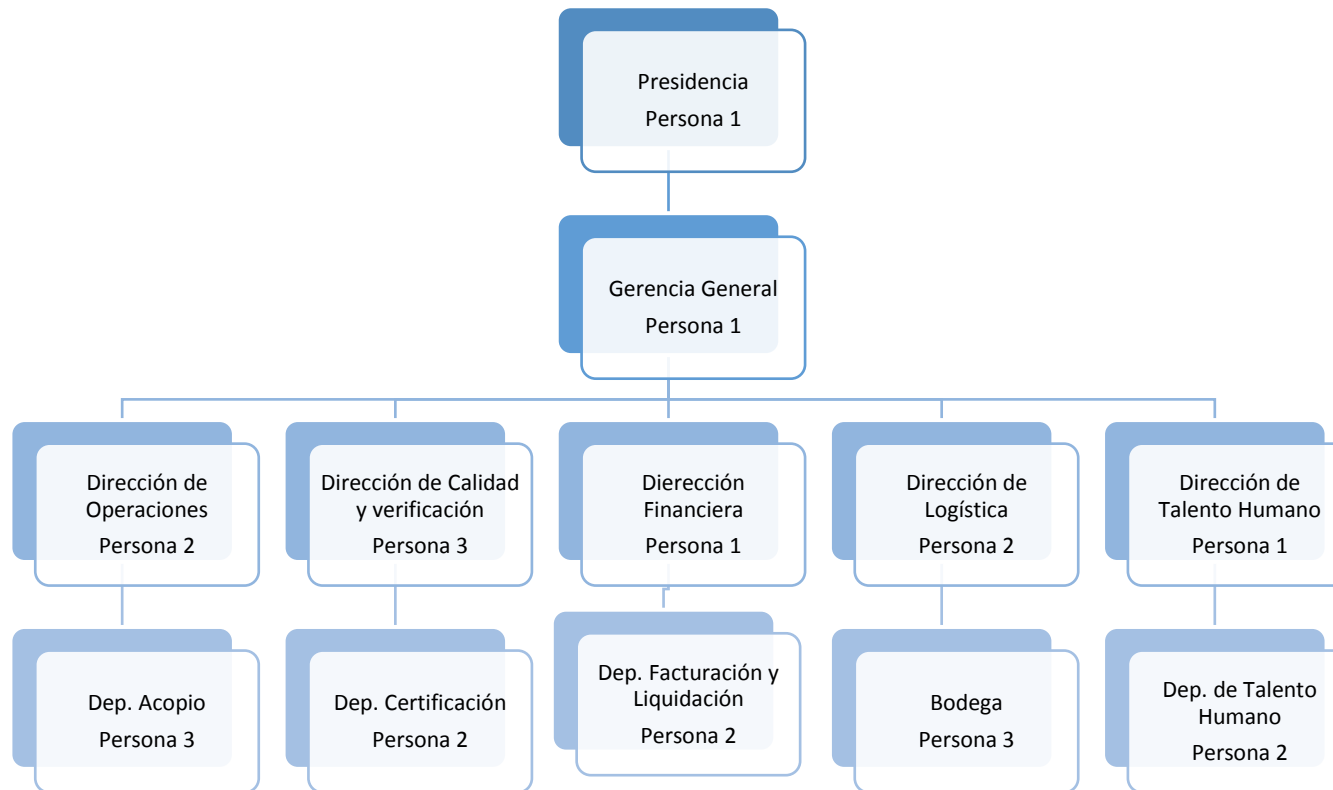 Presidencia
Persona 1
Gerencia General
Persona 1
Dirección de
Operaciones
Persona 2
Dirección de Calidad
y verificación
Persona 3
Dierección
Financiera
Persona 1
Dirección de
Logística
Persona 2
Dirección de
Talento Humano
Persona 1
Dep. Acopio
Persona 3
Dep. Certificación
Persona 2
Dep. Facturación y
Liquidación
Persona 2
Bodega
Persona 3
Dep. de Talento
Humano
Persona 2